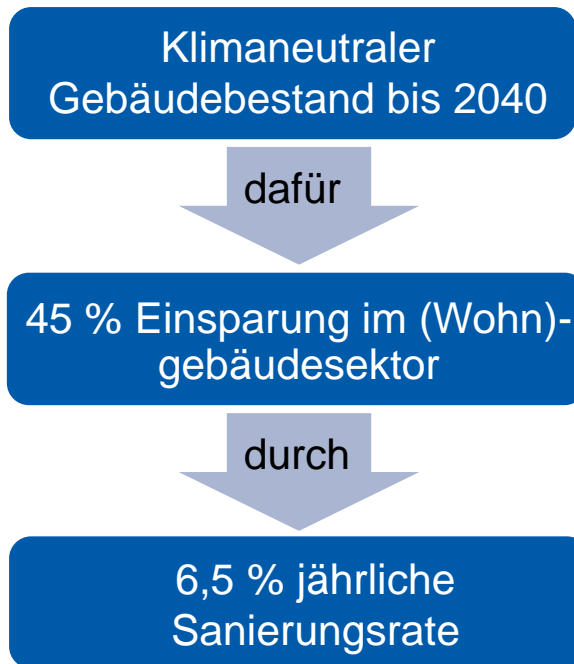 Klimaneutraler
Gebäudebestand bis 2040
dafür
45 % Einsparung im (Wohn)-
gebäudesektor
durch
6,5 % jährliche
Sanierungsrate